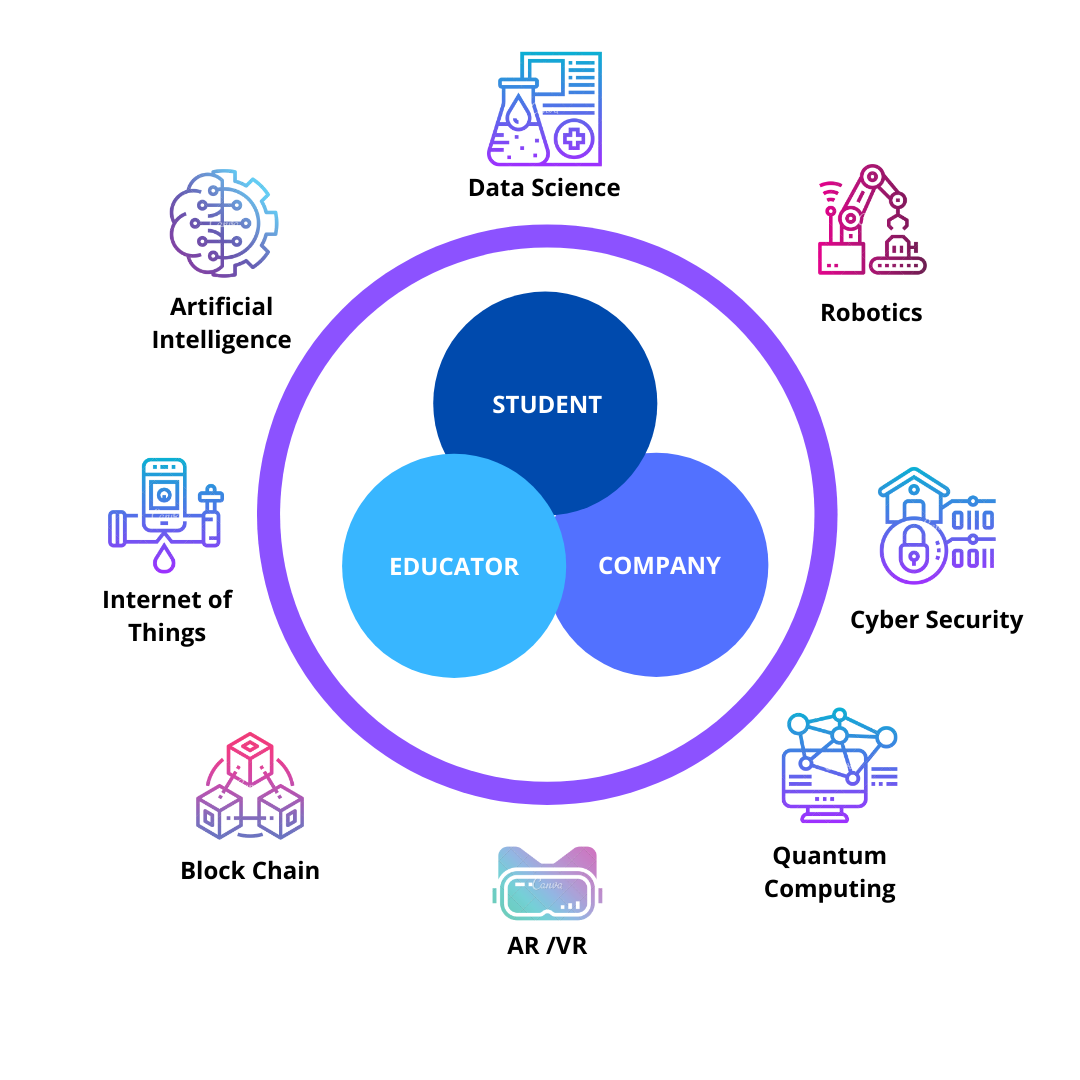 Data Science
Artificial
Intelligence
Robotics
STUDENT
EDUCATOR
COMPANY
Internet of
Things
Cyber Security
Block Chain
Quantum
Computing
Canva
AR /VR